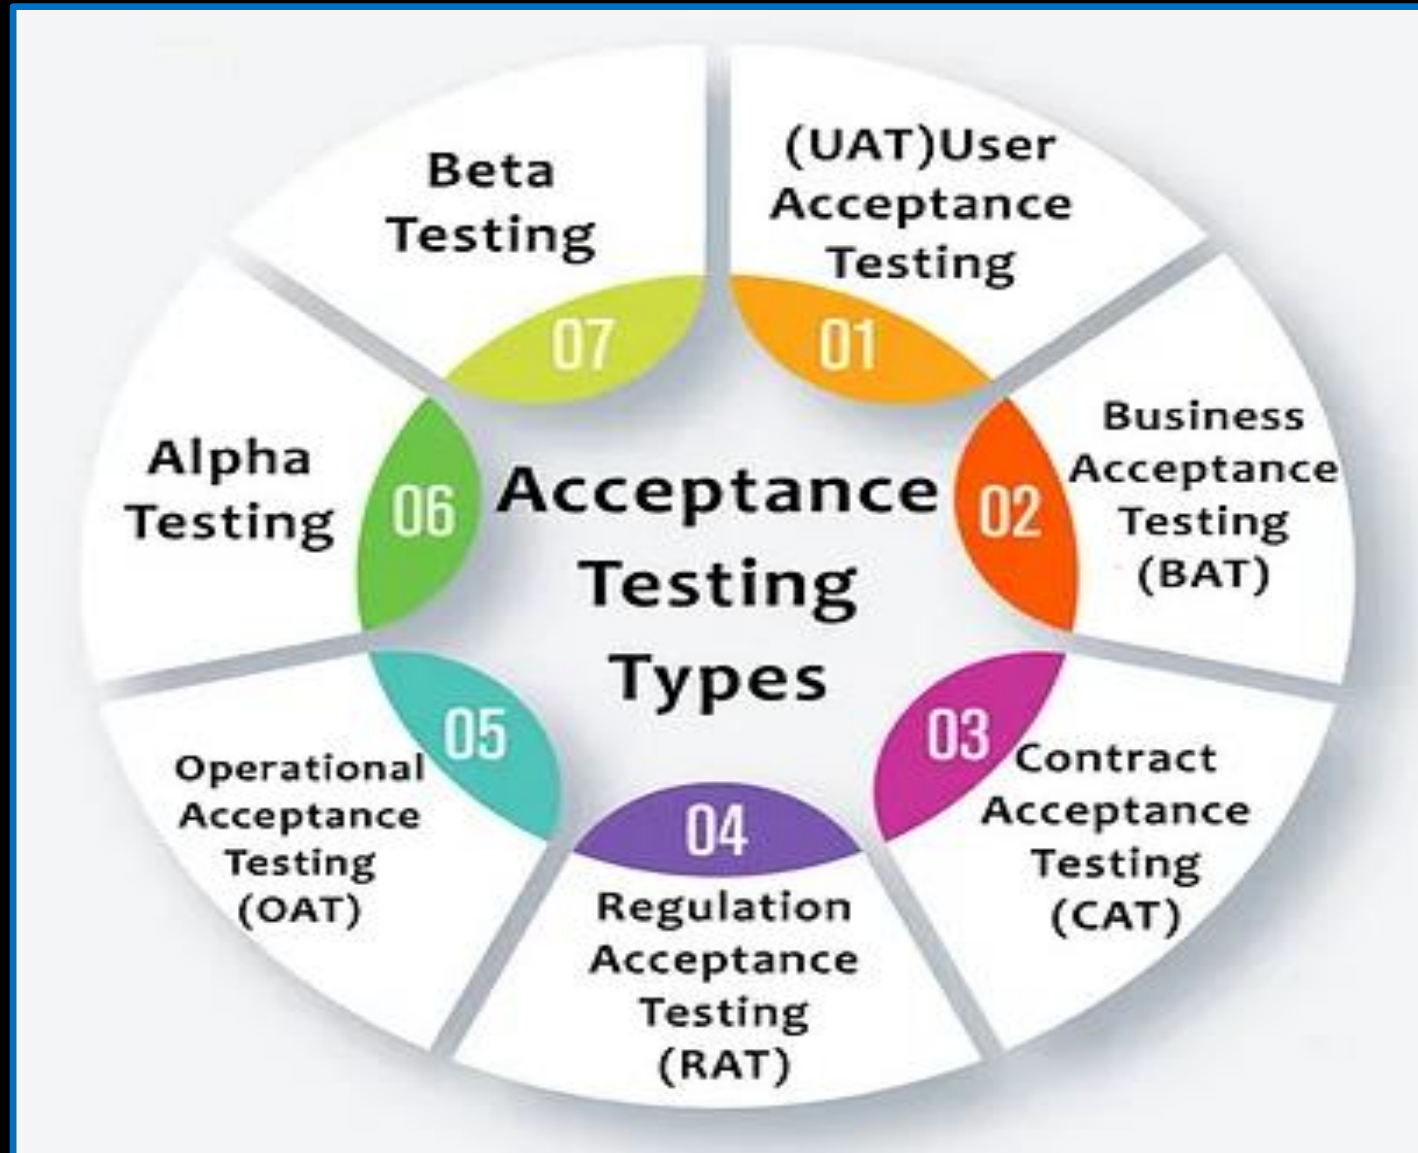 Acceptance
Testing
Types
01
(UAT)User
Acceptance
Testing
02
Business
Acceptance
Testing
(BAT)
03
Contract
Acceptance
Testing
(CAT)
04
Regulation
Acceptance
Testing
(RAT)
05
Operational
Acceptance
Testing
(OAT)
06
Alpha
Testing
07
Beta
Testing